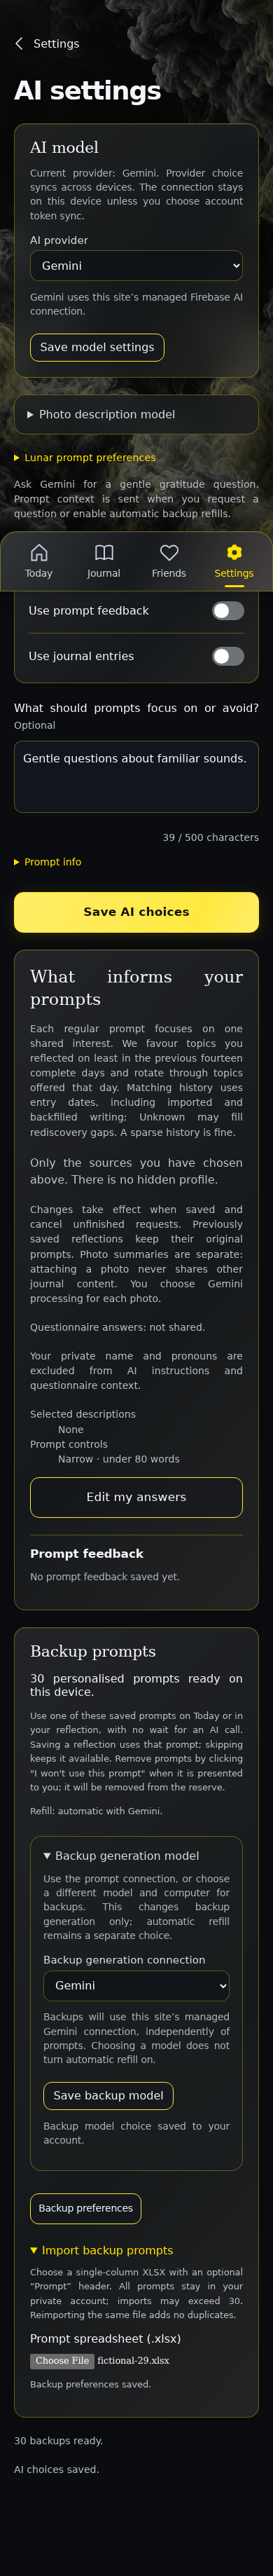 Settings
AI settings
AI model
Current provider: Gemini. Provider choice
syncs across devices. The connection stays
on this device unless you choose account
token sync.
AI provider
Gemini
Gemini uses this site's managed Firebase AI
connection.
Save model settings
Photo description model
Lunar prompt preferences
Ask Gemini for a gentle gratitude question.
Prompt context is sent when you request a
question or enable automatic backup refills.
Today
Journal
Friends
Settings
Use prompt feedback
Use journal entries
What should prompts focus on or avoid?
Optional
Gentle questions about familiar sounds.
39 / 500 characters
Prompt info
Save AI choices
What informs your
prompts
Each regular prompt focuses on one
shared interest. We favour topics you
reflected on least in the previous fourteen
complete days and rotate through topics
offered that day. Matching history uses
entry dates, including imported and
backfilled writing; Unknown may fill
rediscovery gaps. A sparse history is fine.
Only the sources you have chosen
above. There is no hidden profile.
Changes take effect when saved and
cancel unfinished requests. Previously
saved reflections keep their original
prompts. Photo summaries are separate:
attaching a photo never shares other
journal content. You choose Gemini
processing for each photo.
Questionnaire answers: not shared.
Your private name and pronouns are
excluded from AI instructions and
questionnaire context.
Selected descriptions
None
Prompt controls
Narrow · under 80 words
Edit my answers
Prompt feedback
No prompt feedback saved yet.
Backup prompts
30 personalised prompts ready on
this device.
Use one of these saved prompts on Today or in
your reflection, with no wait for an AI call.
Saving a reflection uses that prompt; skipping
keeps it available. Remove prompts by clicking
"I won't use this prompt" when it is presented
to you; it will be removed from the reserve.
Refill: automatic with Gemini.
Backup generation model
Use the prompt connection, or choose
a different model and computer for
backups. This changes backup
generation only; automatic refill
remains a separate choice.
Backup generation connection
Gemini
Backups will use this site's managed
Gemini connection, independently of
prompts. Choosing a model does not
turn automatic refill on.
Save backup model
Backup model choice saved to your
account.
Backup preferences
Import backup prompts
Choose a single-column XLSX with an optional
"Prompt" header. All prompts stay in your
private account; imports may exceed 30.
Reimporting the same file adds no duplicates.
Prompt spreadsheet (.xlsx)
Choose File fictional-29.xlsx
Backup preferences saved.
30 backups ready.
AI choices saved.